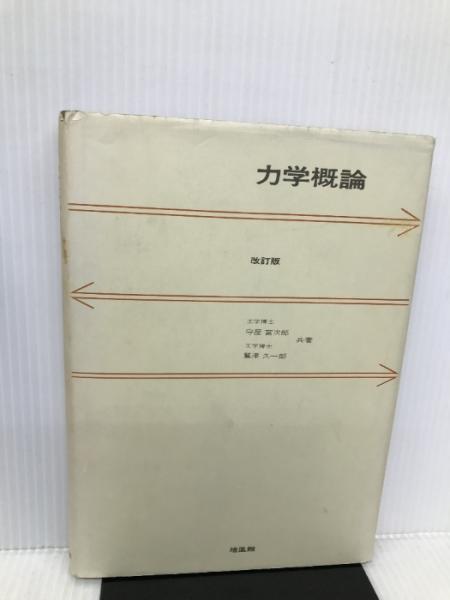 力学概論
改訂版
工学博士
守屋 富次郎
工学博士
鷲津 久一郎
共著
培風館